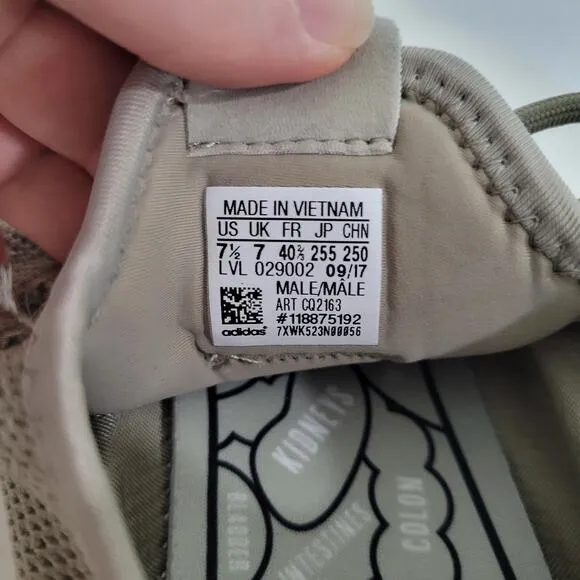 MADE IN VIETNAM
US UK FR JP CHN
7½ 7 40⅔ 255 250
LVL 029002 09/17
MALE/MÂLE
ART CQ2163
#118875192
adidas® 7XWK523N00056
KIDNEYS
BLADDER
INTESTINES
COLON